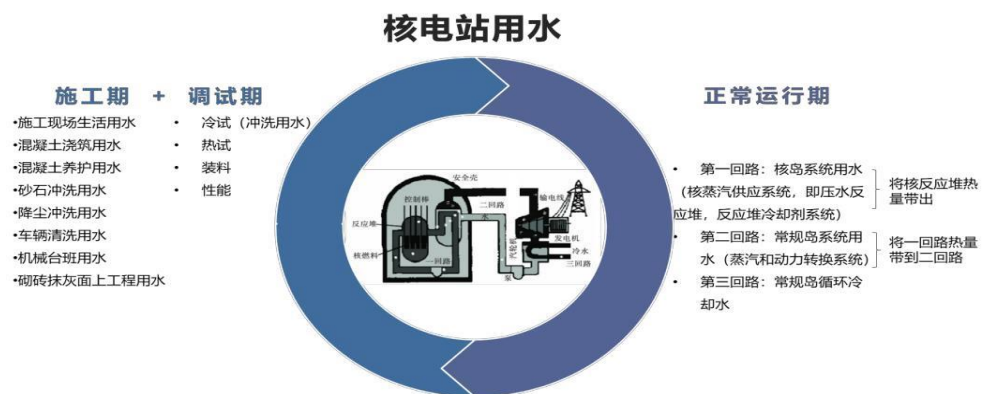 核电站用水
施工期 + 调试期
•施工现场生活用水
•混凝土浇筑用水
•混凝土养护用水
•砂石冲洗用水
•降尘冲洗用水
•车辆清洗用水
•机械台班用水
•砌砖抹灰面上工程用水
• 冷试（冲洗用水）
• 热试
• 装料
• 性能
安全壳
控制棒
二回路
水
输电线
反应堆
发电机
汽轮机
冷水
核燃料
一回路
三回路
泵
正常运行期
• 第一回路：核岛系统用水
（核蒸汽供应系统，即压水反
应堆，反应堆冷却剂系统）
将核反应堆热
量带出
• 第二回路：常规岛系统用
水（蒸汽和动力转换系统）
将一回路热量
带到二回路
• 第三回路：常规岛循环冷
却水